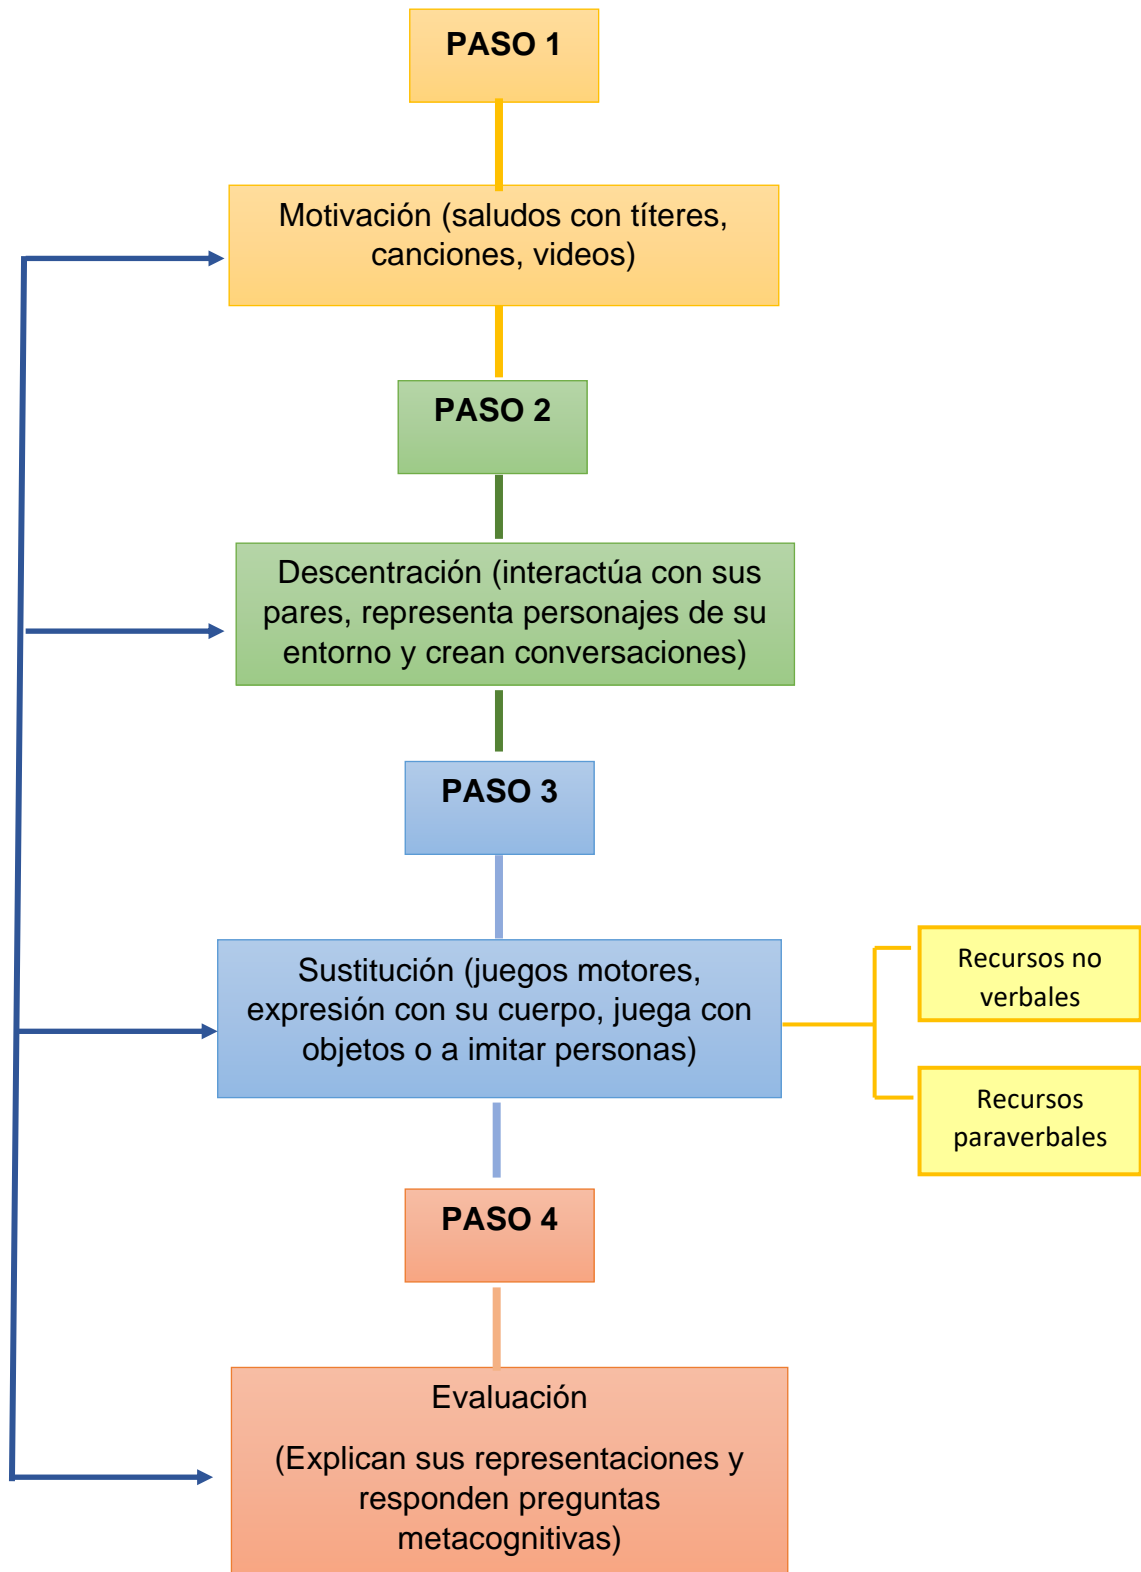 PASO 1
Motivación (saludos con títeres,
canciones, videos)
PASO 2
Descentración (interactúa con sus
pares, representa personajes de su
entorno y crean conversaciones)
PASO 3
Sustitución (juegos motores,
expresión con su cuerpo, juega con
objetos o a imitar personas)
Recursos no
verbales
Recursos
paraverbales
PASO 4
Evaluación
(Explican sus representaciones y
responden preguntas
metacognitivas)